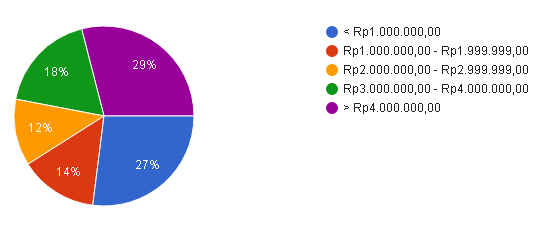 29%
18%
12%
14%
27%
< Rp1.000.000,00
Rp1.000.000,00 - Rp1.999.999,00
Rp2.000.000,00 - Rp2.999.999,00
Rp3.000.000,00 - Rp4.000.000,00
> Rp4.000.000,00